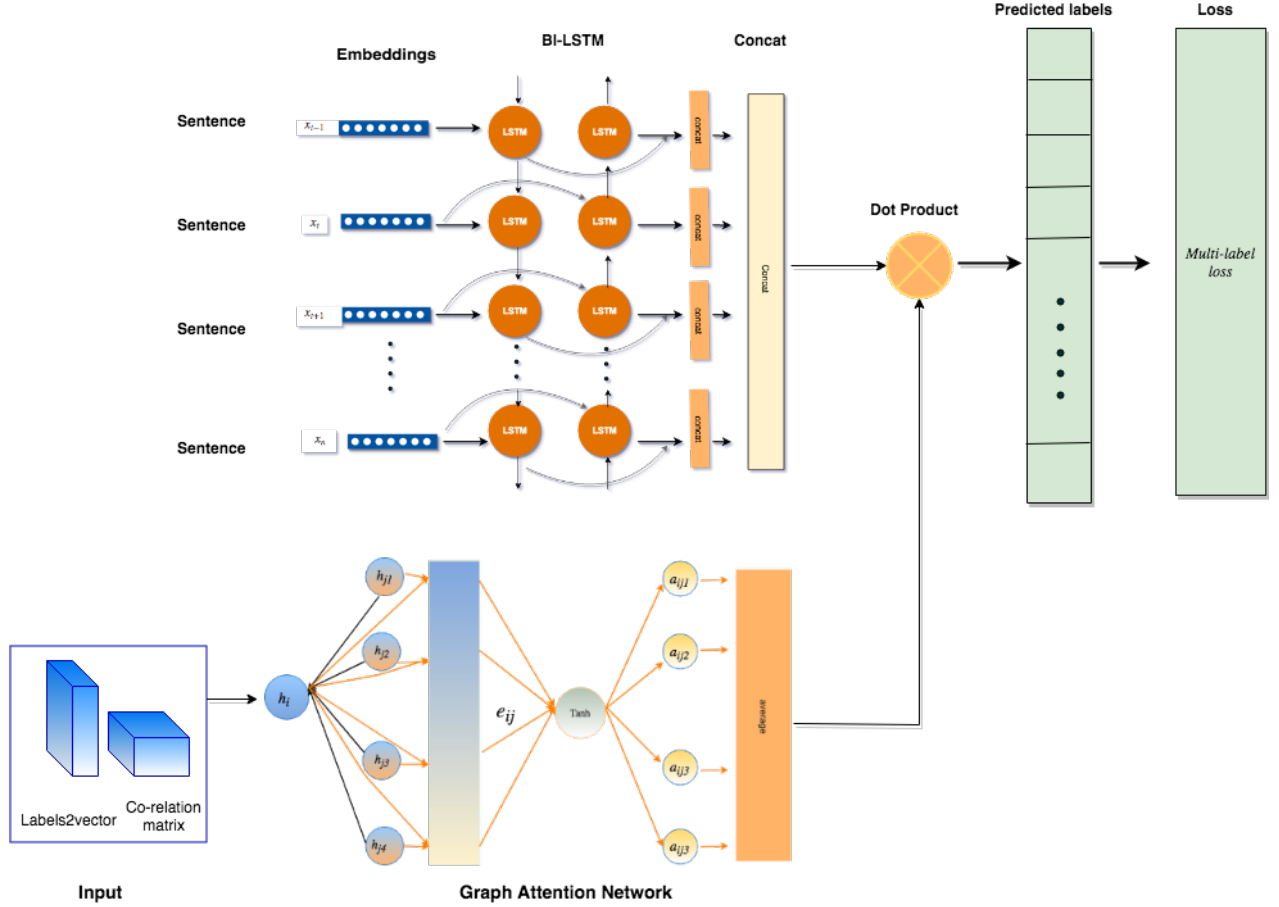 Predicted labels
Loss
BI-LSTM
Concat
Embeddings
Sentence
x_{t-1}
LSTM
LSTM
concat
Sentence
x_t
LSTM
LSTM
concat
Dot Product
Multi-label
loss
Concat
Sentence
x_{t+1}
LSTM
LSTM
concat
Sentence
x_n
LSTM
LSTM
concat
h_{j1}
a_{ij1}
h_{j2}
a_{ij2}
h_i
e_{ij}
Tanh
average
h_{j3}
a_{ij3}
h_{j4}
a_{ij3}
Labels2vector
Co-relation
matrix
Input
Graph Attention Network